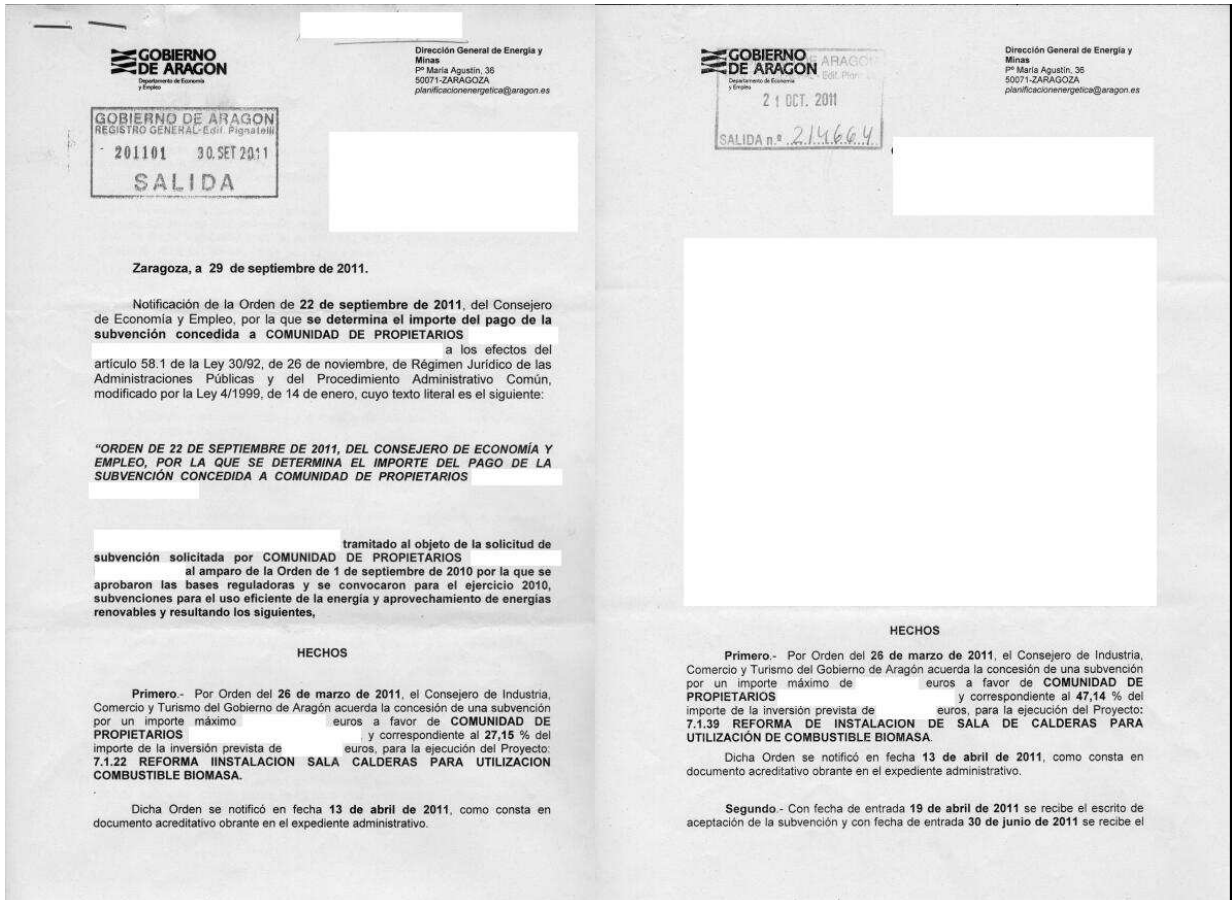 GOBIERNO
DE ARAGON
Departamento de Economía
y Empleo
Dirección General de Energía y
Minas
Pº María Agustín, 36
50071-ZARAGOZA
planificacionenergetica@aragon.es
GOBIERNO DE ARAGON
REGISTRO GENERAL-Edif. Pignatelli
201101 30.SET 2011
SALIDA
Zaragoza, a 29 de septiembre de 2011.
Notificación de la Orden de 22 de septiembre de 2011, del Consejero
de Economía y Empleo, por la que se determina el importe del pago de la
subvención concedida a COMUNIDAD DE PROPIETARIOS
a los efectos del
artículo 58.1 de la Ley 30/92, de 26 de noviembre, de Régimen Jurídico de las
Administraciones Públicas y del Procedimiento Administrativo Común,
modificado por la Ley 4/1999, de 14 de enero, cuyo texto literal es el siguiente:
"ORDEN DE 22 DE SEPTIEMBRE DE 2011, DEL CONSEJERO DE ECONOMÍA Y
EMPLEO, POR LA QUE SE DETERMINA EL IMPORTE DEL PAGO DE LA
SUBVENCIÓN CONCEDIDA A COMUNIDAD DE PROPIETARIOS
tramitado al objeto de la solicitud de
subvención solicitada por COMUNIDAD DE PROPIETARIOS
al amparo de la Orden de 1 de septiembre de 2010 por la que se
aprobaron las bases reguladoras y se convocaron para el ejercicio 2010,
subvenciones para el uso eficiente de la energía y aprovechamiento de energías
renovables y resultando los siguientes,
HECHOS
Primero.- Por Orden del 26 de marzo de 2011, el Consejero de Industria,
Comercio y Turismo del Gobierno de Aragón acuerda la concesión de una subvención
por un importe máximo euros a favor de COMUNIDAD DE
PROPIETARIOS , y correspondiente al 27,15 % del
importe de la inversión prevista de euros, para la ejecución del Proyecto:
7.1.22 REFORMA IINSTALACION SALA CALDERAS PARA UTILIZACION
COMBUSTIBLE BIOMASA.
Dicha Orden se notificó en fecha 13 de abril de 2011, como consta en
documento acreditativo obrante en el expediente administrativo.
GOBIERNO
DE ARAGON
Departamento de Economía
y Empleo
Dirección General de Energía y
Minas
Pº María Agustín, 36
50071-ZARAGOZA
planificacionenergetica@aragon.es
DE ARAGON
Edif.
21 OCT. 2011
SALIDA n.º 214664
HECHOS
Primero.- Por Orden del 26 de marzo de 2011, el Consejero de Industria,
Comercio y Turismo del Gobierno de Aragón acuerda la concesión de una subvención
por un importe máximo de euros a favor de COMUNIDAD DE
PROPIETARIOS y correspondiente al 47,14 % del
importe de la inversión prevista de euros, para la ejecución del Proyecto:
7.1.39 REFORMA DE INSTALACION DE SALA DE CALDERAS PARA
UTILIZACIÓN DE COMBUSTIBLE BIOMASA.
Dicha Orden se notificó en fecha 13 de abril de 2011, como consta en
documento acreditativo obrante en el expediente administrativo.
Segundo.- Con fecha de entrada 19 de abril de 2011 se recibe el escrito de
aceptación de la subvención y con fecha de entrada 30 de junio de 2011 se recibe el